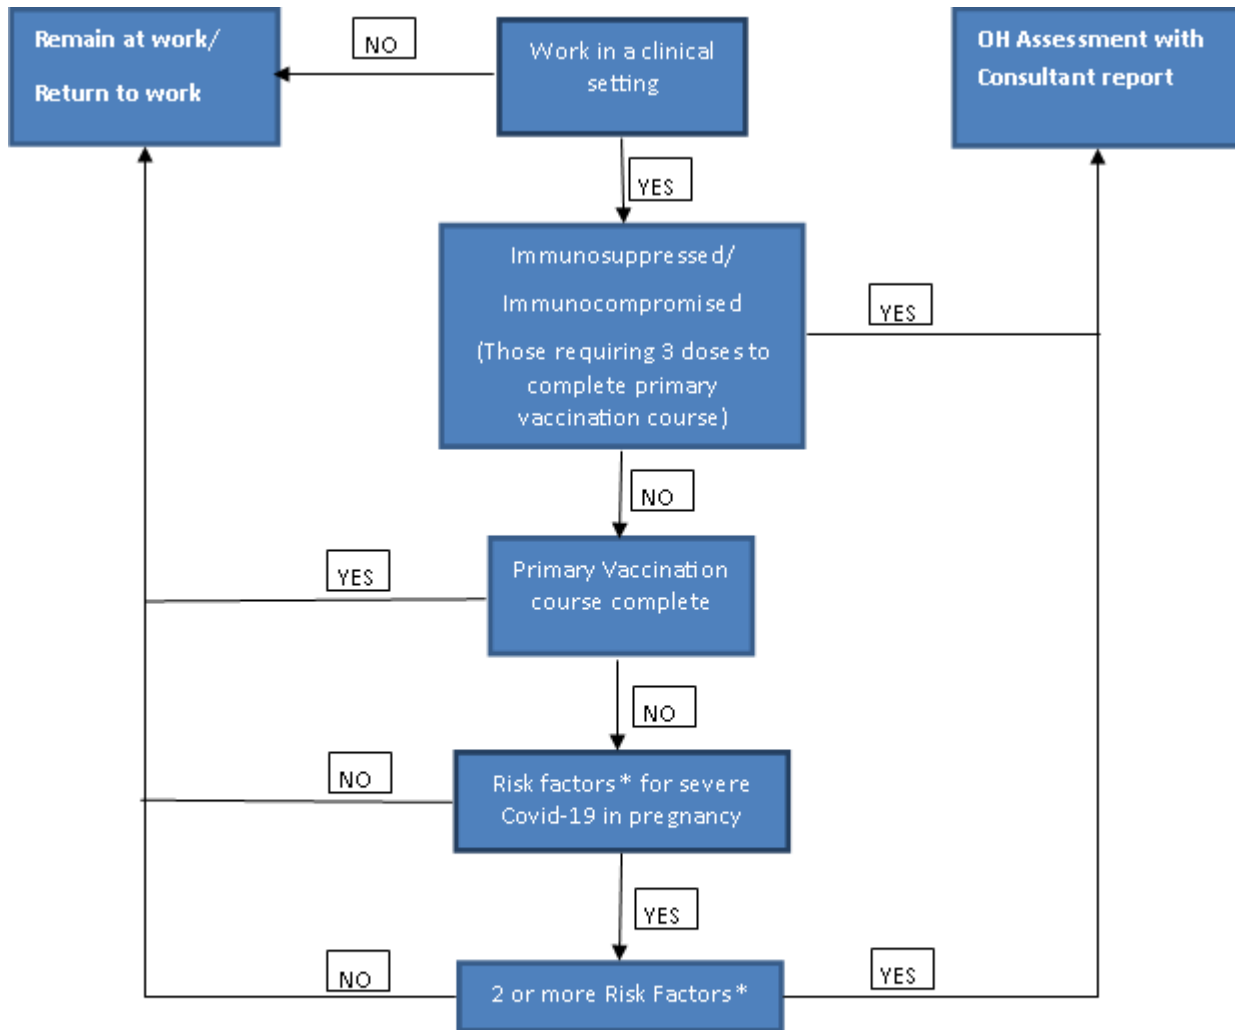 Remain at work/
Return to work
NO
Work in a clinical
setting
OH Assessment with
Consultant report
YES
Immunosuppressed/
Immunocompromised
(Those requiring 3 doses to
complete primary
vaccination course)
YES
NO
Primary Vaccination
course complete
YES
NO
Risk factors* for severe
Covid-19 in pregnancy
NO
YES
2 or more Risk Factors*
NO
YES